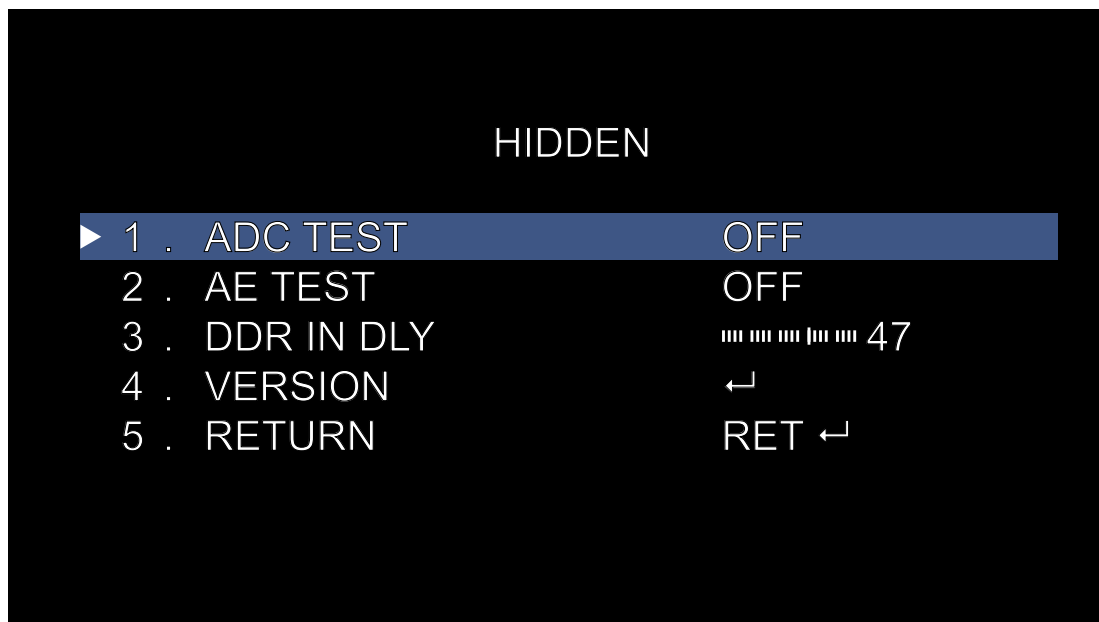 HIDDEN
1 . ADC TEST OFF
2 . AE TEST OFF
3 . DDR IN DLY 47
4 . VERSION ↵
5 . RETURN RET ↵